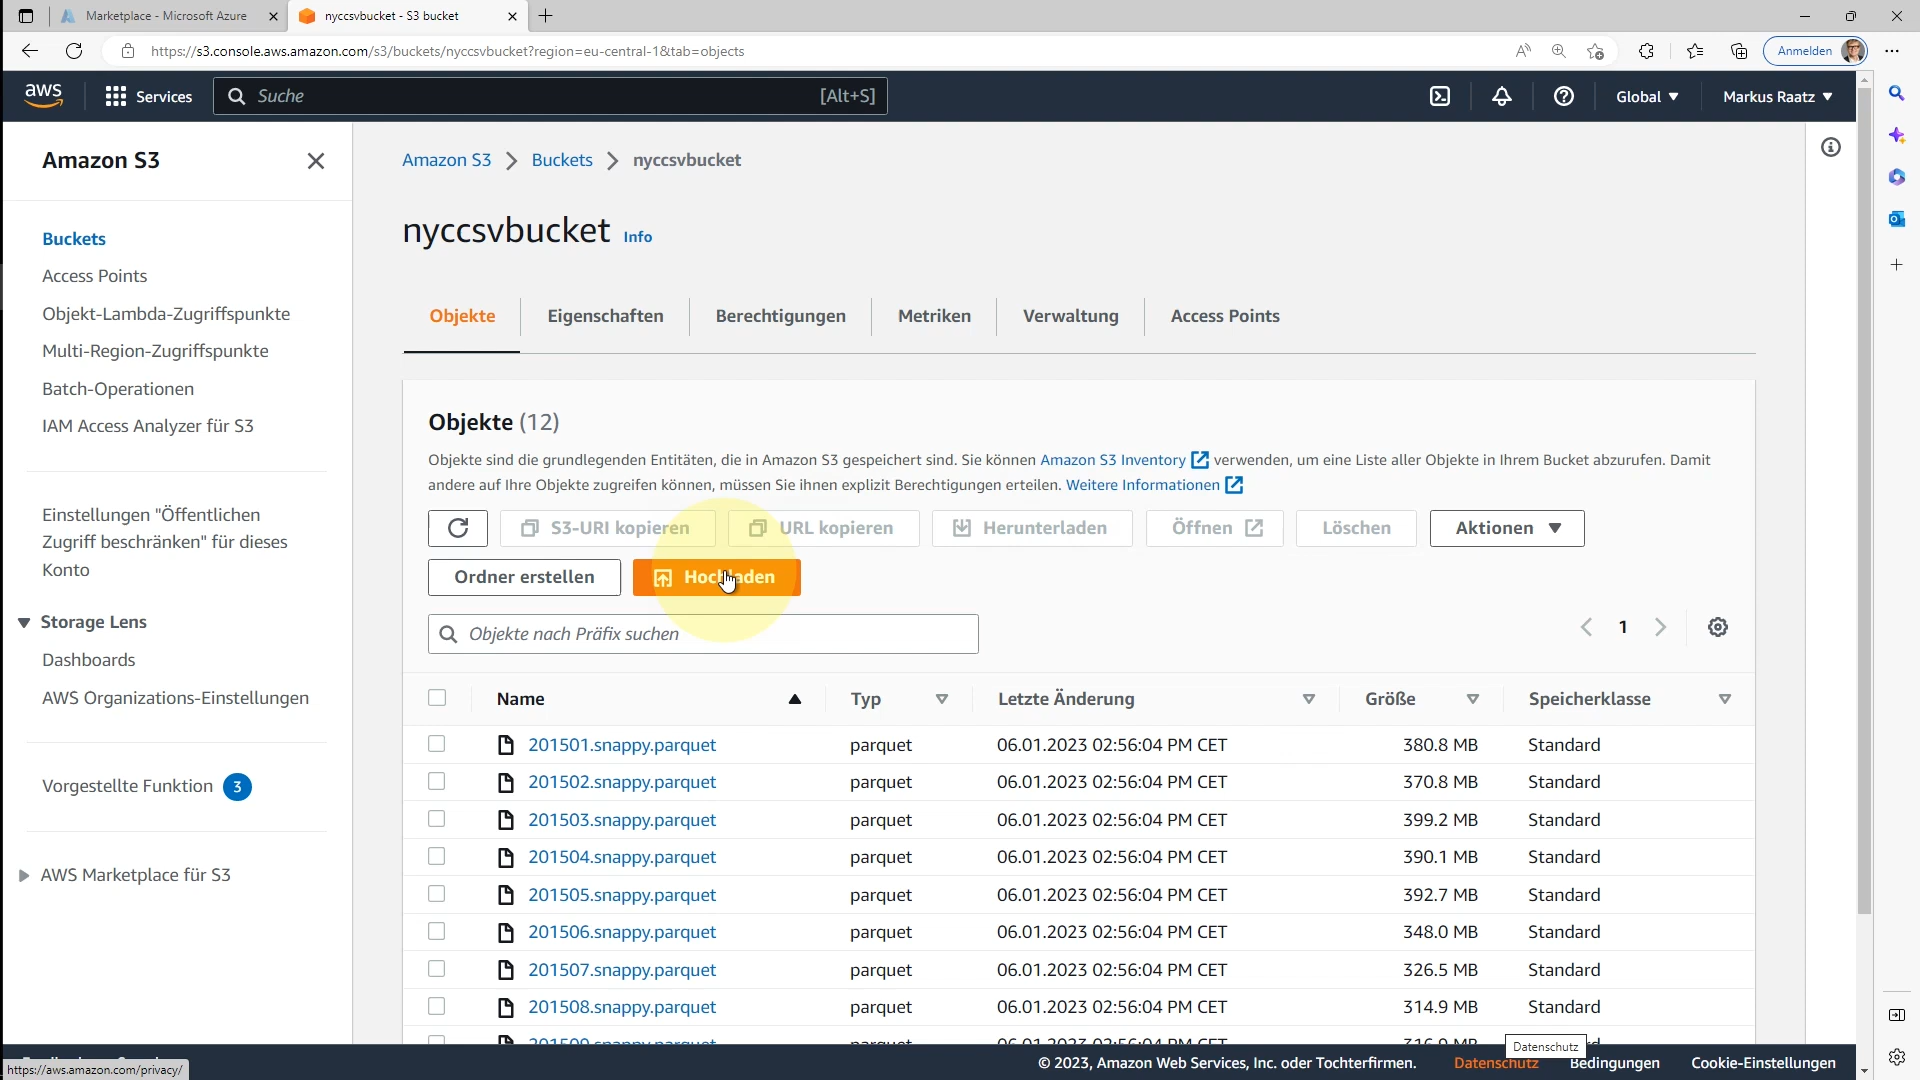 Marketplace - Microsoft Azure
nyccsvbucket - S3 bucket
https://s3.console.aws.amazon.com/s3/buckets/nyccsvbucket?region=eu-central-1&tab=objects
Anmelden
aws
Services
Suche
[Alt+S]
Global
Markus Raatz
Amazon S3
Buckets
Access Points
Objekt-Lambda-Zugriffspunkte
Multi-Region-Zugriffspunkte
Batch-Operationen
IAM Access Analyzer für S3
Einstellungen "Öffentlichen
Zugriff beschränken" für dieses
Konto
Storage Lens
Dashboards
AWS Organizations-Einstellungen
Vorgestellte Funktion 3
AWS Marketplace für S3
Amazon S3 > Buckets > nyccsvbucket
nyccsvbucket Info
Objekte Eigenschaften Berechtigungen Metriken Verwaltung Access Points
Objekte (12)
Objekte sind die grundlegenden Entitäten, die in Amazon S3 gespeichert sind. Sie können Amazon S3 Inventory verwenden, um eine Liste aller Objekte in Ihrem Bucket abzurufen. Damit
andere auf Ihre Objekte zugreifen können, müssen Sie ihnen explizit Berechtigungen erteilen. Weitere Informationen
S3-URI kopieren URL kopieren Herunterladen Öffnen Löschen Aktionen
Ordner erstellen Hochladen
Objekte nach Präfix suchen
1
Name Typ Letzte Änderung Größe Speicherklasse
201501.snappy.parquet parquet 06.01.2023 02:56:04 PM CET 380.8 MB Standard
201502.snappy.parquet parquet 06.01.2023 02:56:04 PM CET 370.8 MB Standard
201503.snappy.parquet parquet 06.01.2023 02:56:04 PM CET 399.2 MB Standard
201504.snappy.parquet parquet 06.01.2023 02:56:04 PM CET 390.1 MB Standard
201505.snappy.parquet parquet 06.01.2023 02:56:04 PM CET 392.7 MB Standard
201506.snappy.parquet parquet 06.01.2023 02:56:04 PM CET 348.0 MB Standard
201507.snappy.parquet parquet 06.01.2023 02:56:04 PM CET 326.5 MB Standard
201508.snappy.parquet parquet 06.01.2023 02:56:04 PM CET 314.9 MB Standard
Datenschutz
© 2023, Amazon Web Services, Inc. oder Tochterfirmen. Datenschutz Bedingungen Cookie-Einstellungen
https://aws.amazon.com/privacy/